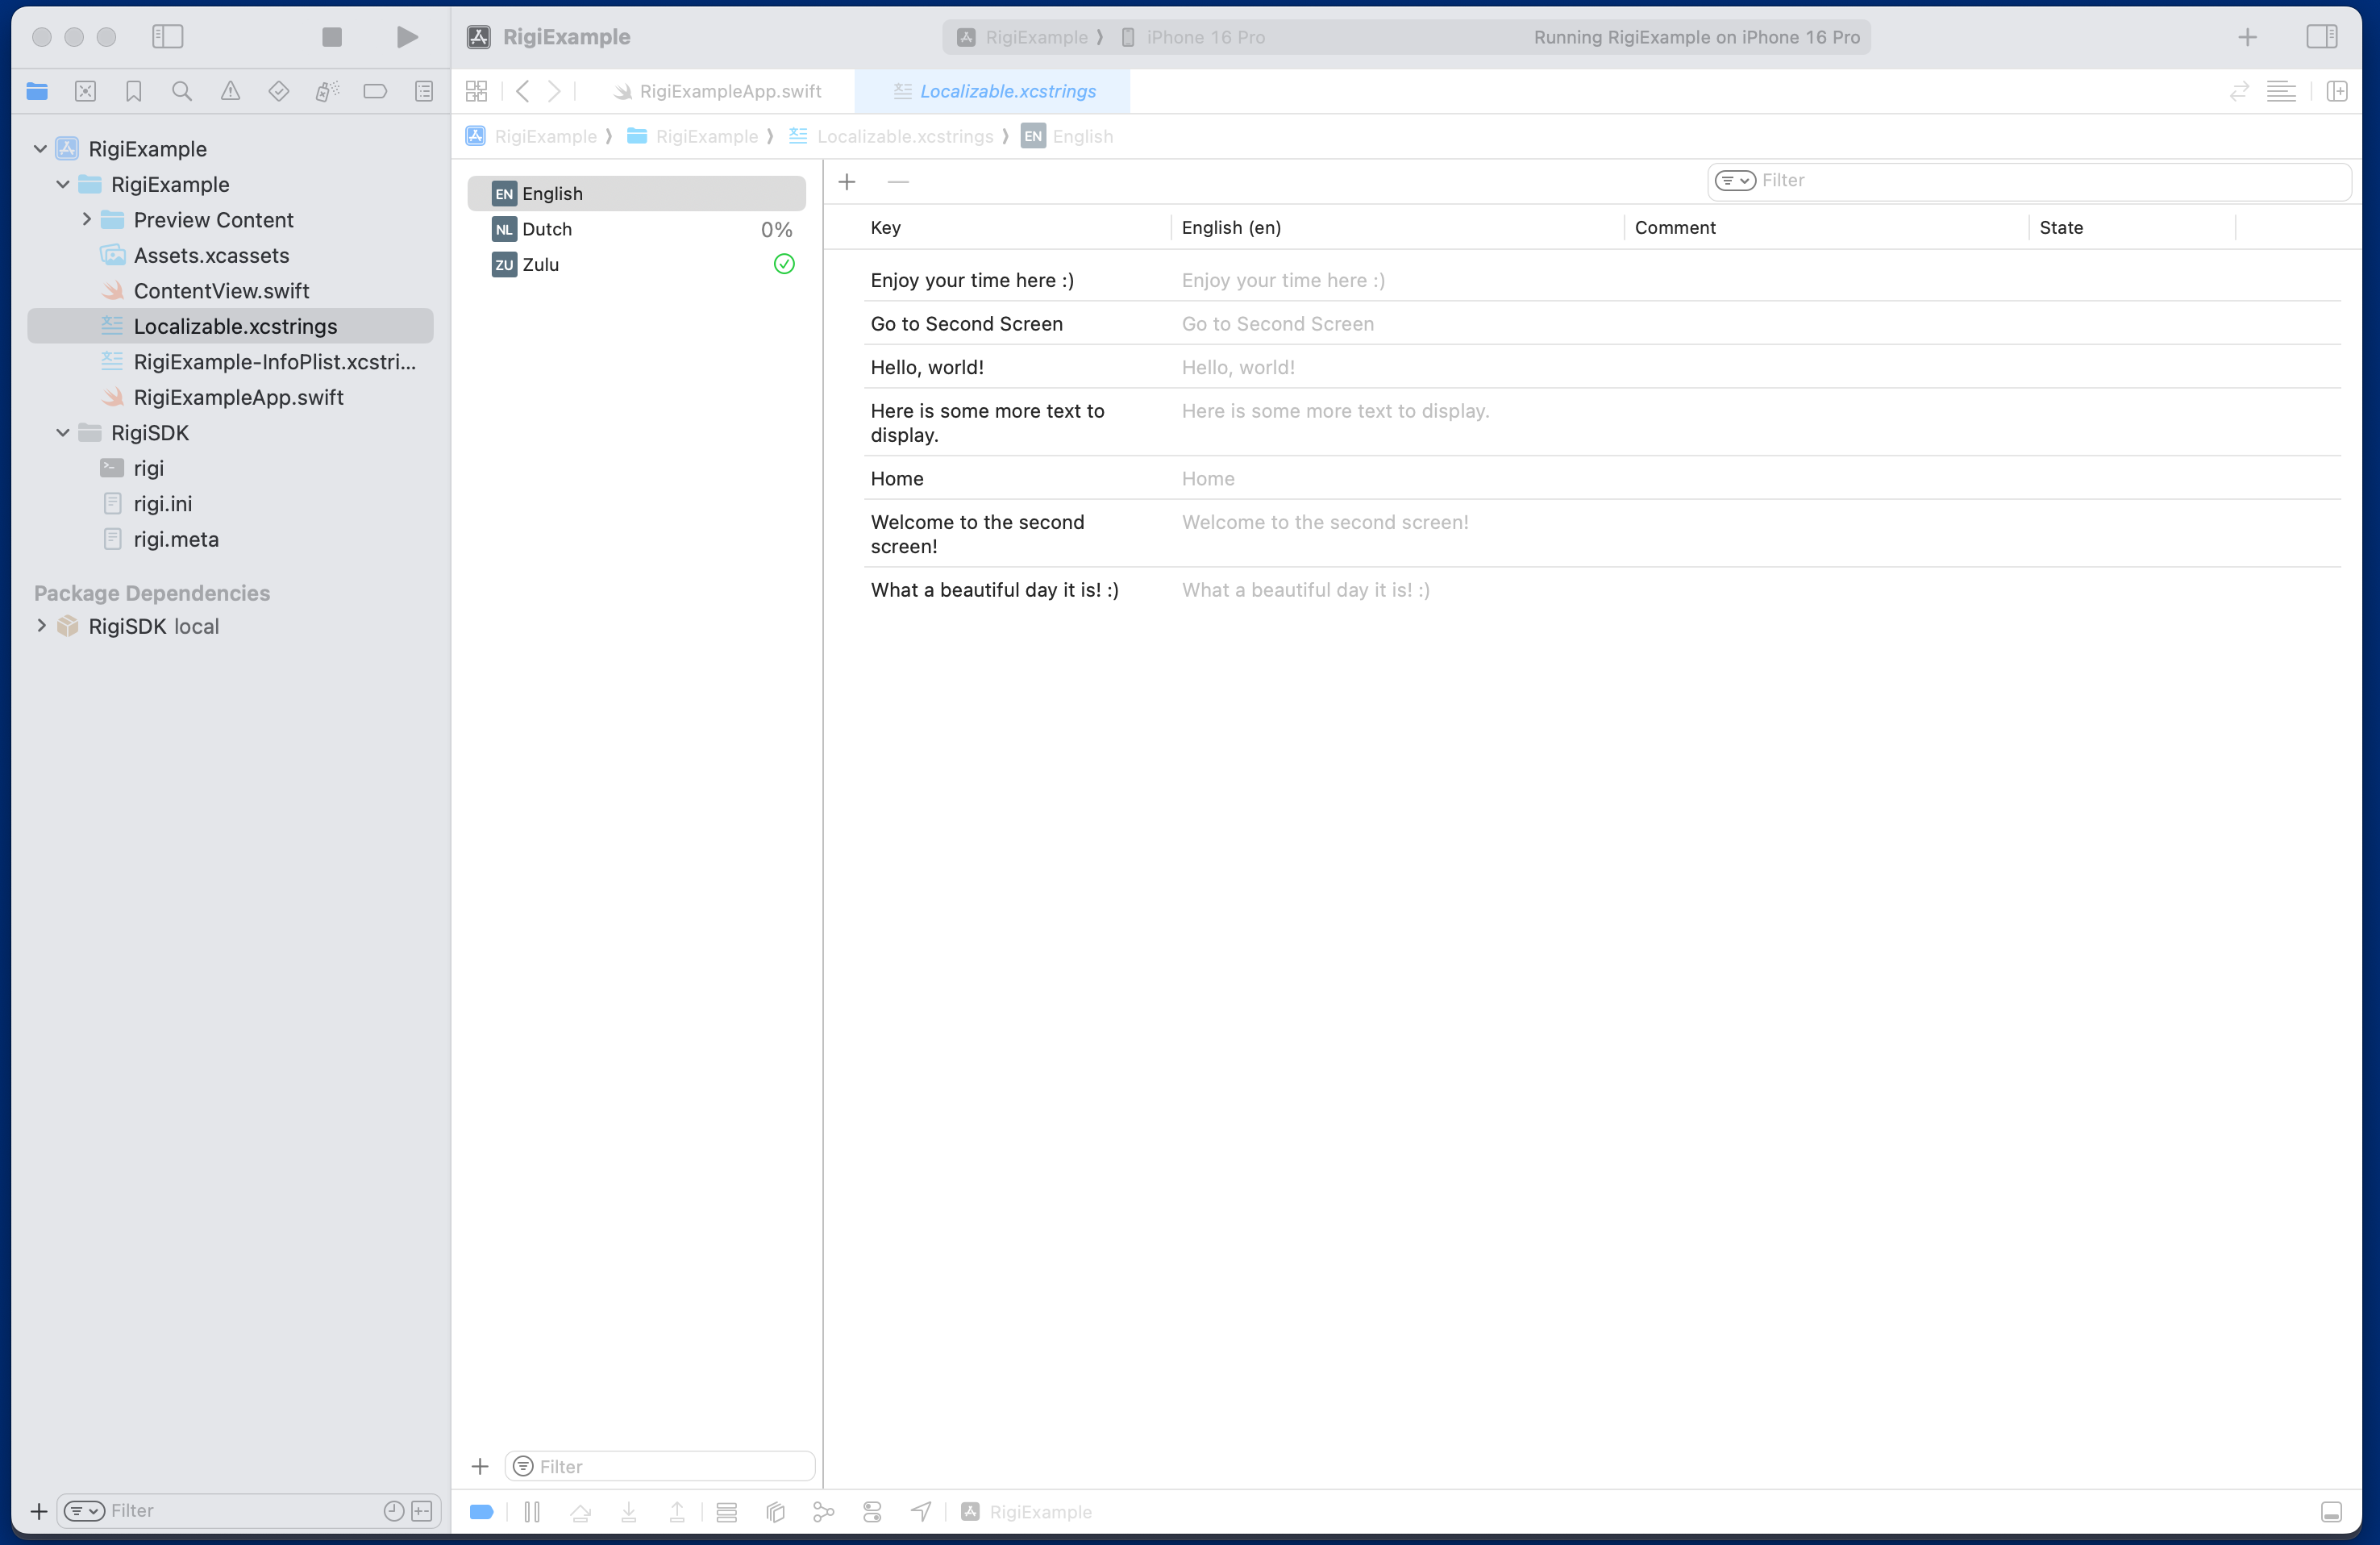 RigiExample
RigiExample ❭ iPhone 16 Pro
Running RigiExample on iPhone 16 Pro
RigiExampleApp.swift
Localizable.xcstrings
RigiExample ❭ RigiExample ❭ Localizable.xcstrings ❭ EN English
RigiExample
RigiExample
Preview Content
Assets.xcassets
ContentView.swift
Localizable.xcstrings
RigiExample-InfoPlist.xcstri...
RigiExampleApp.swift
RigiSDK
rigi
rigi.ini
rigi.meta
Package Dependencies
RigiSDK local
Filter
EN English
NL Dutch 0%
ZU Zulu
Filter
Filter
Key English (en) Comment State
Enjoy your time here :) Enjoy your time here :)
Go to Second Screen Go to Second Screen
Hello, world! Hello, world!
Here is some more text to Here is some more text to display.
display.
Home Home
Welcome to the second Welcome to the second screen!
screen!
What a beautiful day it is! :) What a beautiful day it is! :)
RigiExample